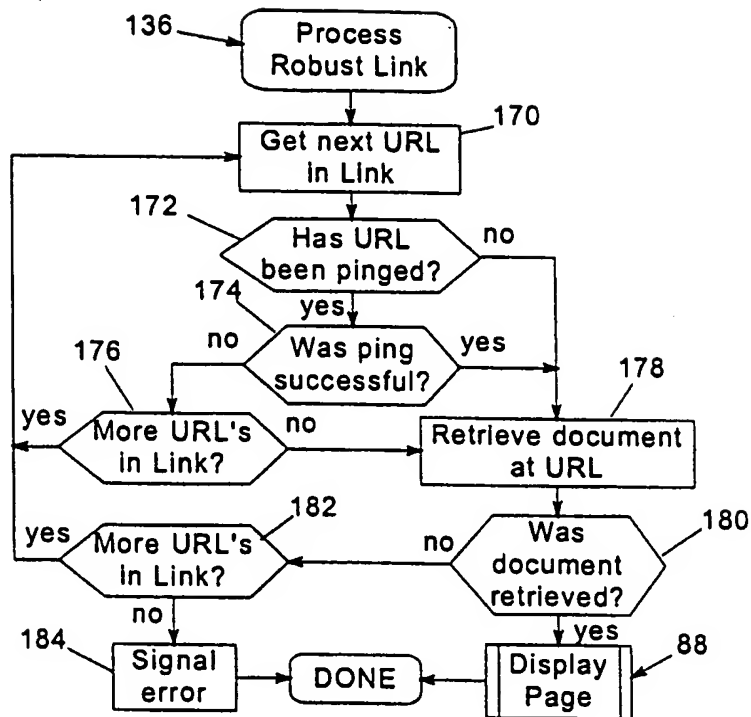 136
Process
Robust Link
170
Get next URL
in Link
172
Has URL
been pinged?
no
yes
174
Was ping
successful?
no
yes
176
More URL's
in Link?
yes
no
178
Retrieve document
at URL
180
Was
document
retrieved?
no
yes
182
More URL's
in Link?
yes
no
184
Signal
error
DONE
Display
Page
88